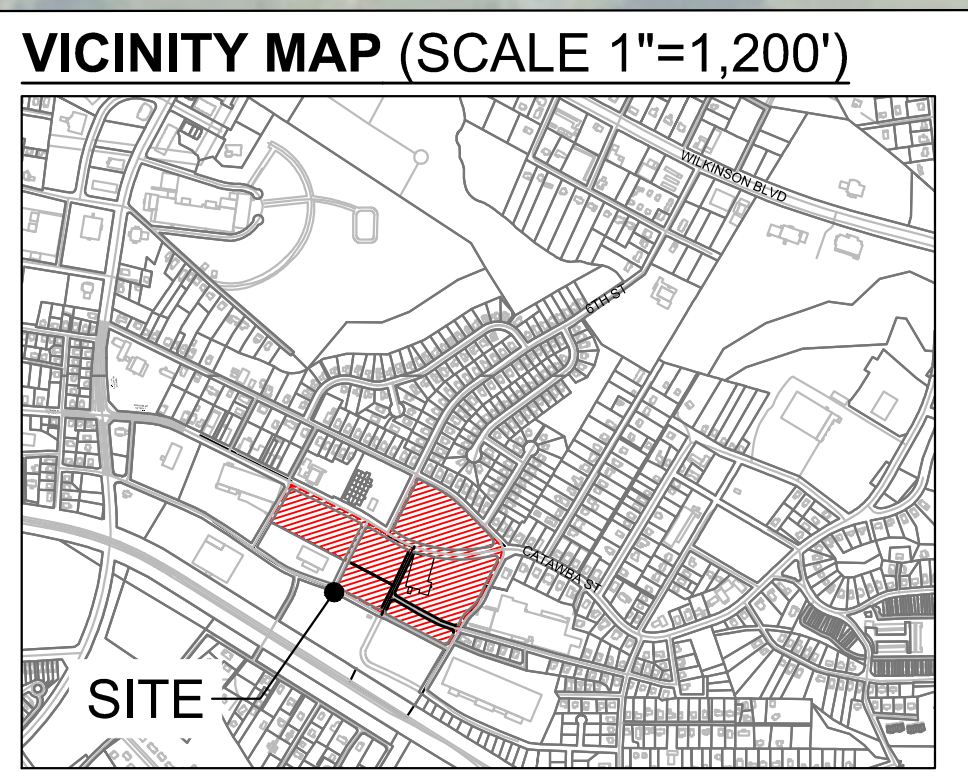 VICINITY MAP (SCALE 1"=1,200')
WILKINSON BLVD
6TH ST
CATAWBA ST
SITE